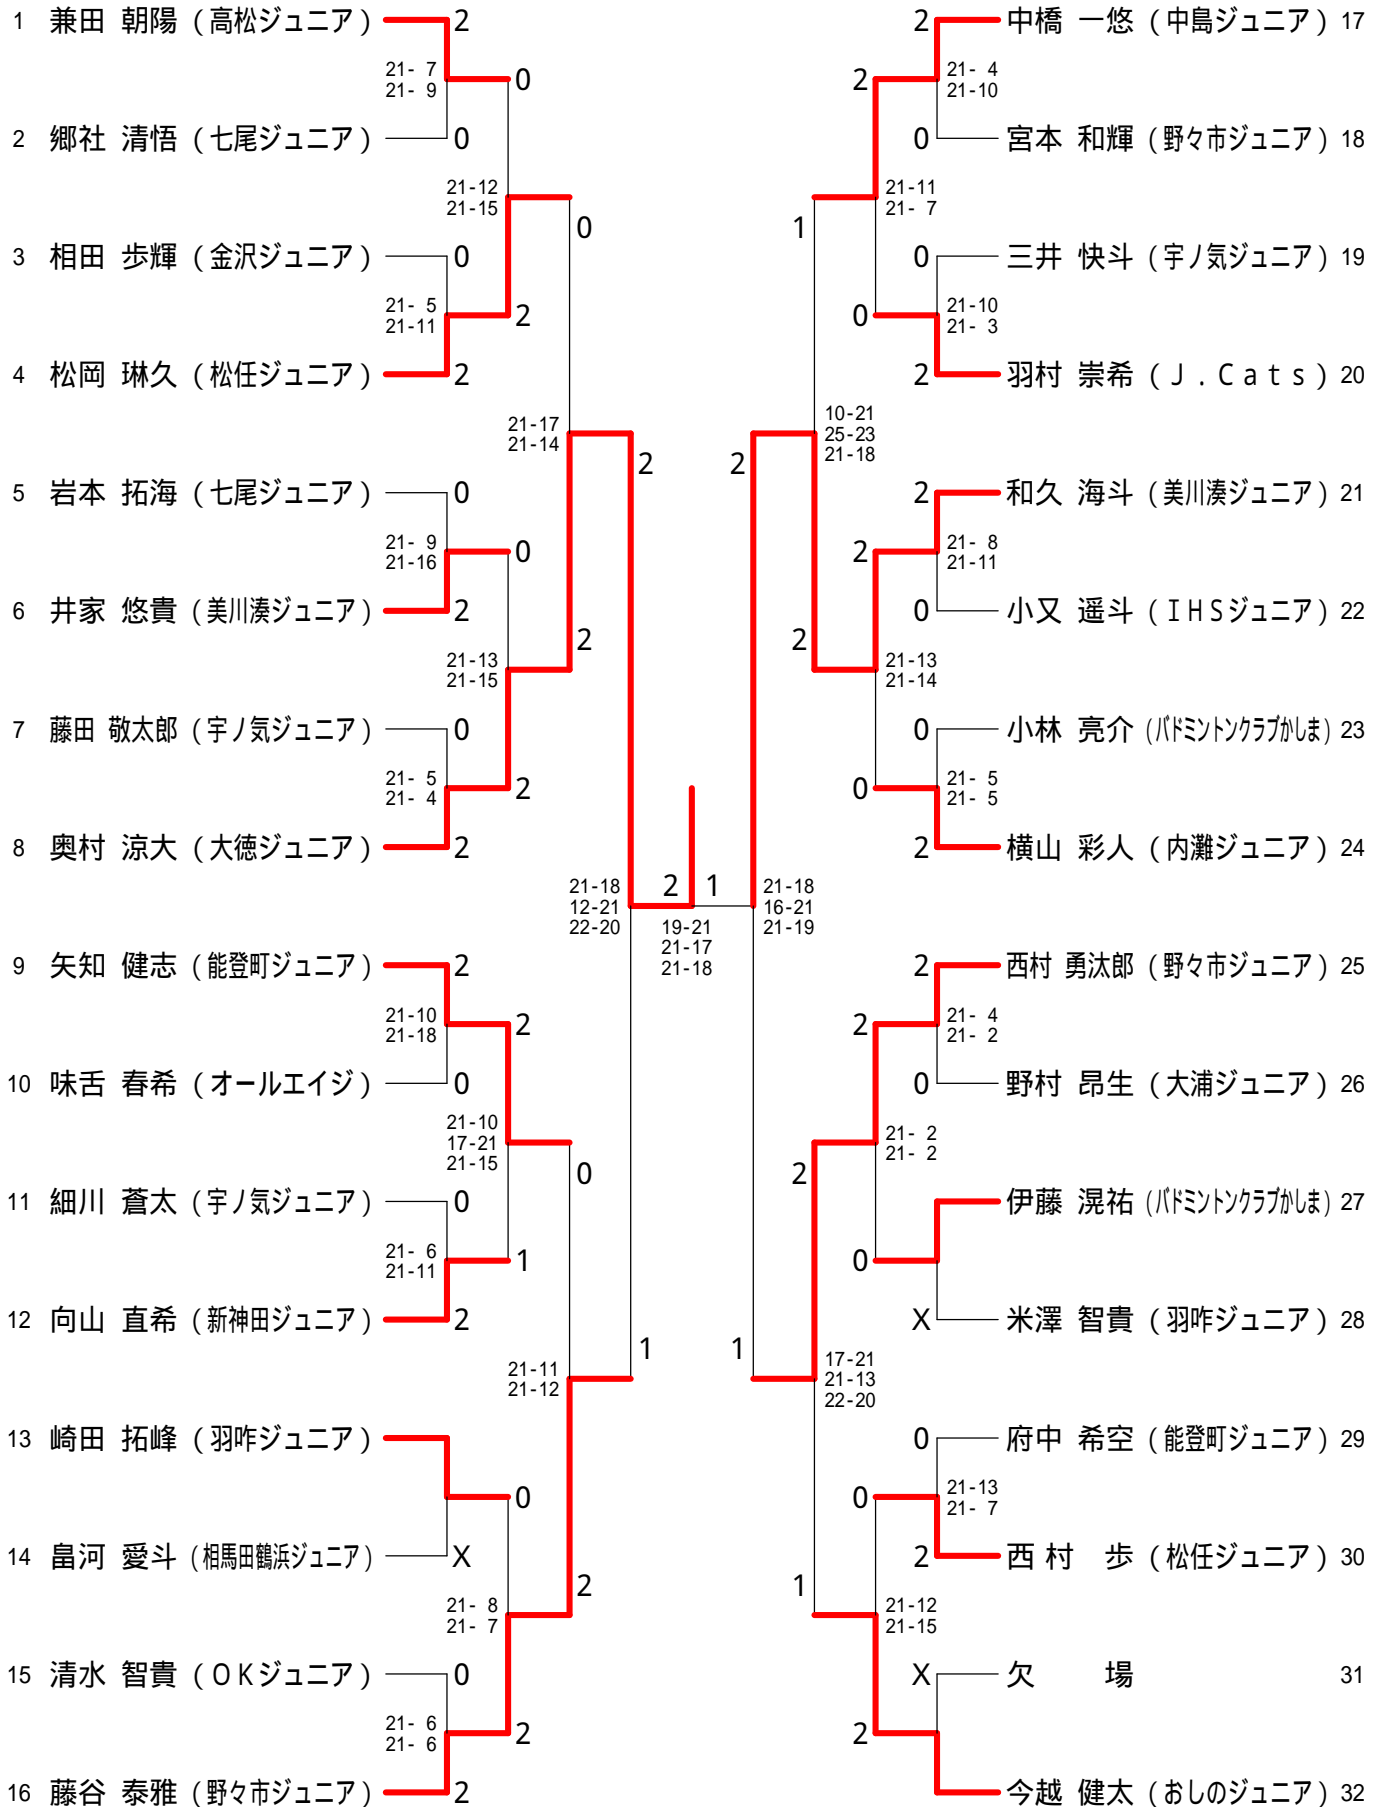 1 兼田 朝陽 (高松ジュニア) 2
21- 7
21- 9
0
2 郷社 清悟 (七尾ジュニア) 0
21-12
21-15
0
3 相田 歩輝 (金沢ジュニア) 0
21- 5
21-11
2
4 松岡 琳久 (松任ジュニア) 2
21-17
21-14
2
5 岩本 拓海 (七尾ジュニア) 0
21- 9
21-16
0
6 井家 悠貴 (美川湊ジュニア) 2
21-13
21-15
2
7 藤田 敬太郎 (宇ノ気ジュニア) 0
21- 5
21- 4
2
8 奥村 涼大 (大徳ジュニア) 2
21-18
12-21
22-20
9 矢知 健志 (能登町ジュニア) 2
21-10
21-18
2
10 味舌 春希 (オールエイジ) 0
21-10
17-21
21-15
0
11 細川 蒼太 (宇ノ気ジュニア) 0
21- 6
21-11
1
12 向山 直希 (新神田ジュニア) 2
21-11
21-12
1
13 崎田 拓峰 (羽咋ジュニア)
0
14 畠河 愛斗 (相馬田鶴浜ジュニア) X
21- 8
21- 7
2
15 清水 智貴 (OKジュニア) 0
21- 6
21- 6
2
16 藤谷 泰雅 (野々市ジュニア) 2
2 1
19-21
21-17
21-18
2 中橋 一悠 (中島ジュニア) 17
2
21- 4
21-10
0 宮本 和輝 (野々市ジュニア) 18
1
21-11
21- 7
0 三井 快斗 (宇ノ気ジュニア) 19
0
21-10
21- 3
2 羽村 崇希 (J.Cats) 20
2
10-21
25-23
21-18
2 和久 海斗 (美川湊ジュニア) 21
2
21- 8
21-11
0 小又 遥斗 (IHSジュニア) 22
2
21-13
21-14
0 小林 亮介 (バドミントンクラブかしま) 23
0
21- 5
21- 5
2 横山 彩人 (内灘ジュニア) 24
21-18
16-21
21-19
2 西村 勇汰郎 (野々市ジュニア) 25
2
21- 4
21- 2
0 野村 昂生 (大浦ジュニア) 26
2
21- 2
21- 2
伊藤 滉祐 (バドミントンクラブかしま) 27
0
X 米澤 智貴 (羽咋ジュニア) 28
1
17-21
21-13
22-20
0 府中 希空 (能登町ジュニア) 29
0
21-13
21- 7
2 西村 歩 (松任ジュニア) 30
1
21-12
21-15
X 欠 場 31
2
今越 健太 (おしのジュニア) 32